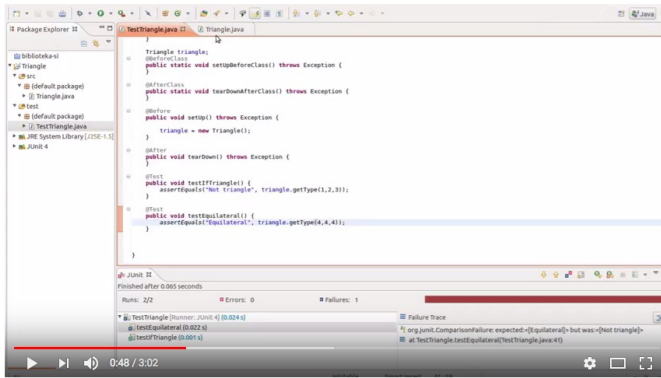 Java
Package Explorer
TestTriangle.java
Triangle.java
biblioteka-si
Triangle
src
(default package)
Triangle.java
test
(default package)
TestTriangle.java
JRE System Library [J2SE-1.5]
JUnit 4
}
Triangle triangle;
@BeforeClass
public static void setUpBeforeClass() throws Exception {
}
@AfterClass
public static void tearDownAfterClass() throws Exception {
}
@Before
public void setUp() throws Exception {
triangle = new Triangle();
}
@After
public void tearDown() throws Exception {
}
@Test
public void testIfTriangle() {
assertEquals("Not triangle", triangle.getType(1,2,3));
}
@Test
public void testEquilateral() {
assertEquals("Equilateral", triangle.getType(4,4,4));
}
}
JUnit
Finished after 0.065 seconds
Runs: 2/2 Errors: 0 Failures: 1
TestTriangle [Runner: JUnit 4] (0.024 s)
testEquilateral (0.022 s)
testIfTriangle (0.001 s)
Failure Trace
org.junit.ComparisonFailure: expected:<[Equilateral]> but was:<[Not triangle]>
at TestTriangle.testEquilateral(TestTriangle.java:41)
0:48 / 3:02